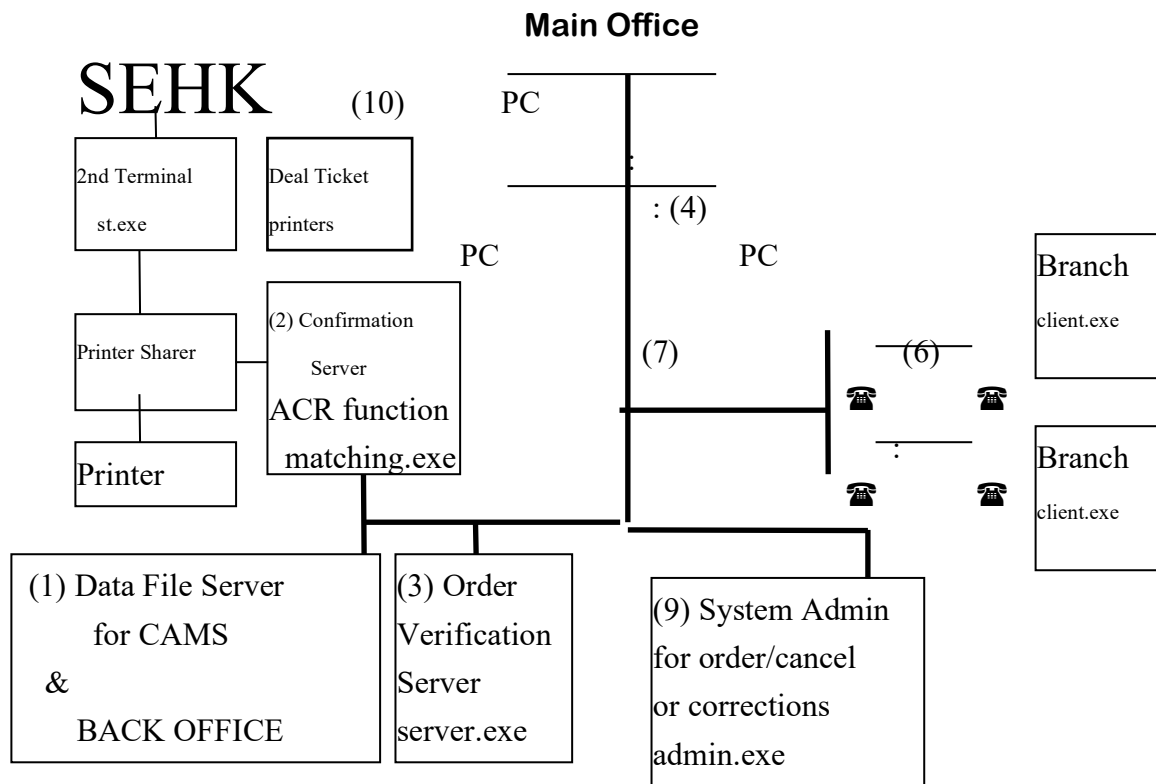 Main Office
SEHK
(10)
PC
2nd Terminal
st.exe
Deal Ticket
printers
:
: (4)
PC
PC
Branch
client.exe
Printer Sharer
(2) Confirmation
Server
ACR function
matching.exe
(7)
(6)
☎ ☎
Printer
:
☎ ☎
Branch
client.exe
(1) Data File Server
for CAMS
&
BACK OFFICE
(3) Order
Verification
Server
server.exe
(9) System Admin
for order/cancel
or corrections
admin.exe